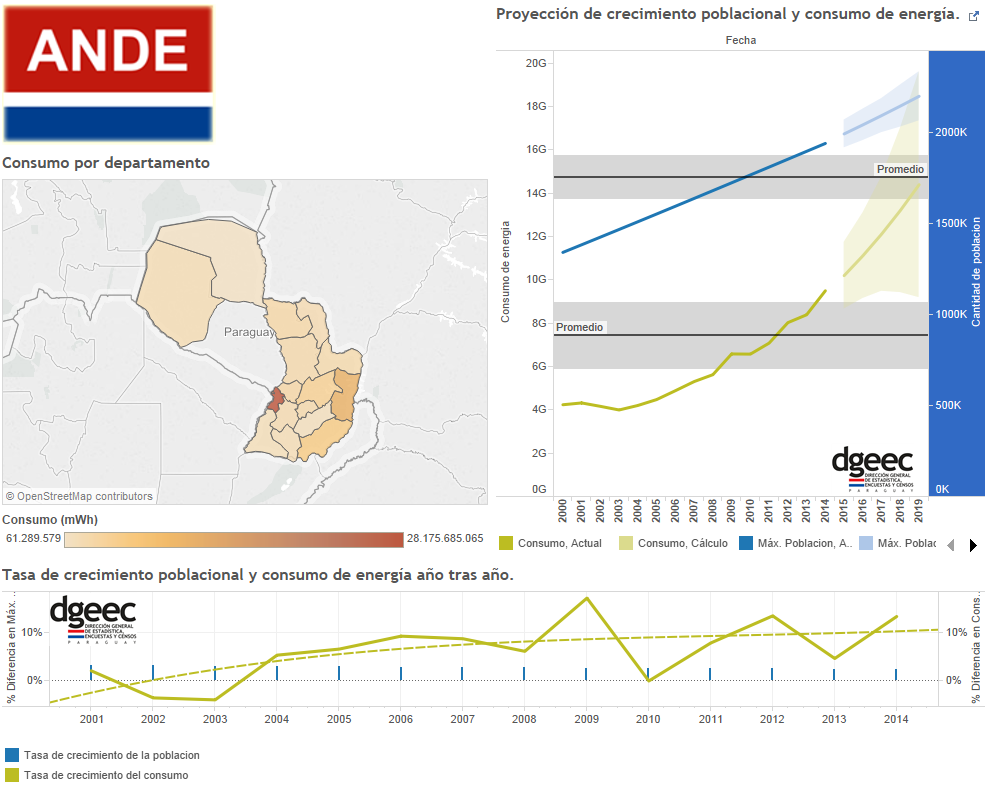 ANDE
Proyección de crecimiento poblacional y consumo de energía.
Fecha
Consumo por departamento
Paraguay
© OpenStreetMap contributors
Consumo (mWh)
61.289.579
28.175.685.065
Consumo de energia
20G
18G
16G
14G
12G
10G
8G
6G
4G
2G
0G
Promedio
Promedio
2000K
1500K
1000K
500K
0K
Cantidad de poblacion
dgeec
DIRECCIÓN GENERAL
DE ESTADÍSTICA,
ENCUESTAS Y CENSOS
PARAGUAY
2000 2001 2002 2003 2004 2005 2006 2007 2008 2009 2010 2011 2012 2013 2014 2015 2016 2017 2018 2019
Consumo, Actual
Consumo, Cálculo
Máx. Poblacion, A..
Máx. Poblac
Tasa de crecimiento poblacional y consumo de energía año tras año.
% Diferencia en Máx. ..
10%
0%
dgeec
DIRECCIÓN GENERAL
DE ESTADÍSTICA,
ENCUESTAS Y CENSOS
PARAGUAY
10%
0%
% Diferencia en Cons..
2001 2002 2003 2004 2005 2006 2007 2008 2009 2010 2011 2012 2013 2014
Tasa de crecimiento de la poblacion
Tasa de crecimiento del consumo